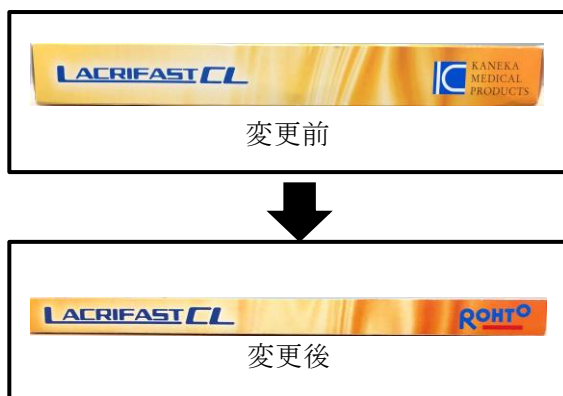 LACRIFAST CL
KANEKA
MEDICAL
PRODUCTS
変更前
LACRIFAST CL
ROHTO
変更後